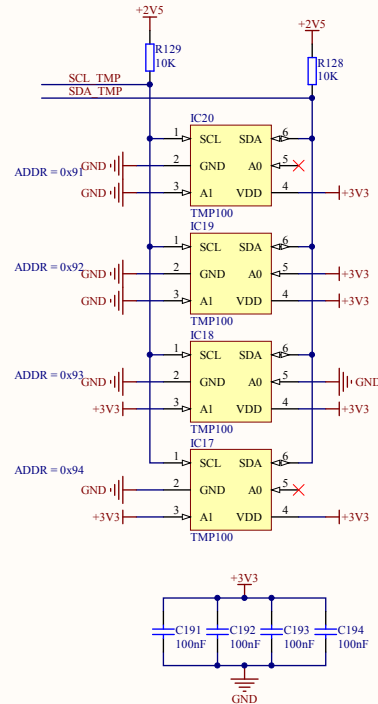 +2V5
+2V5
R129
10K
R128
10K
SCL_TMP
SDA_TMP
IC20
1 SCL SDA 6
GND 2 GND A0 5
ADDR = 0x91
GND 3 A1 VDD 4 +3V3
TMP100
IC19
1 SCL SDA 6
ADDR = 0x92
GND 2 GND A0 5 +3V3
GND 3 A1 VDD 4 +3V3
TMP100
IC18
1 SCL SDA 6
ADDR = 0x93
GND 2 GND A0 5 GND
+3V3 3 A1 VDD 4 +3V3
TMP100
IC17
1 SCL SDA 6
ADDR = 0x94
GND 2 GND A0 5
+3V3 3 A1 VDD 4 +3V3
TMP100
+3V3
C191 C192 C193 C194
100nF 100nF 100nF 100nF
GND